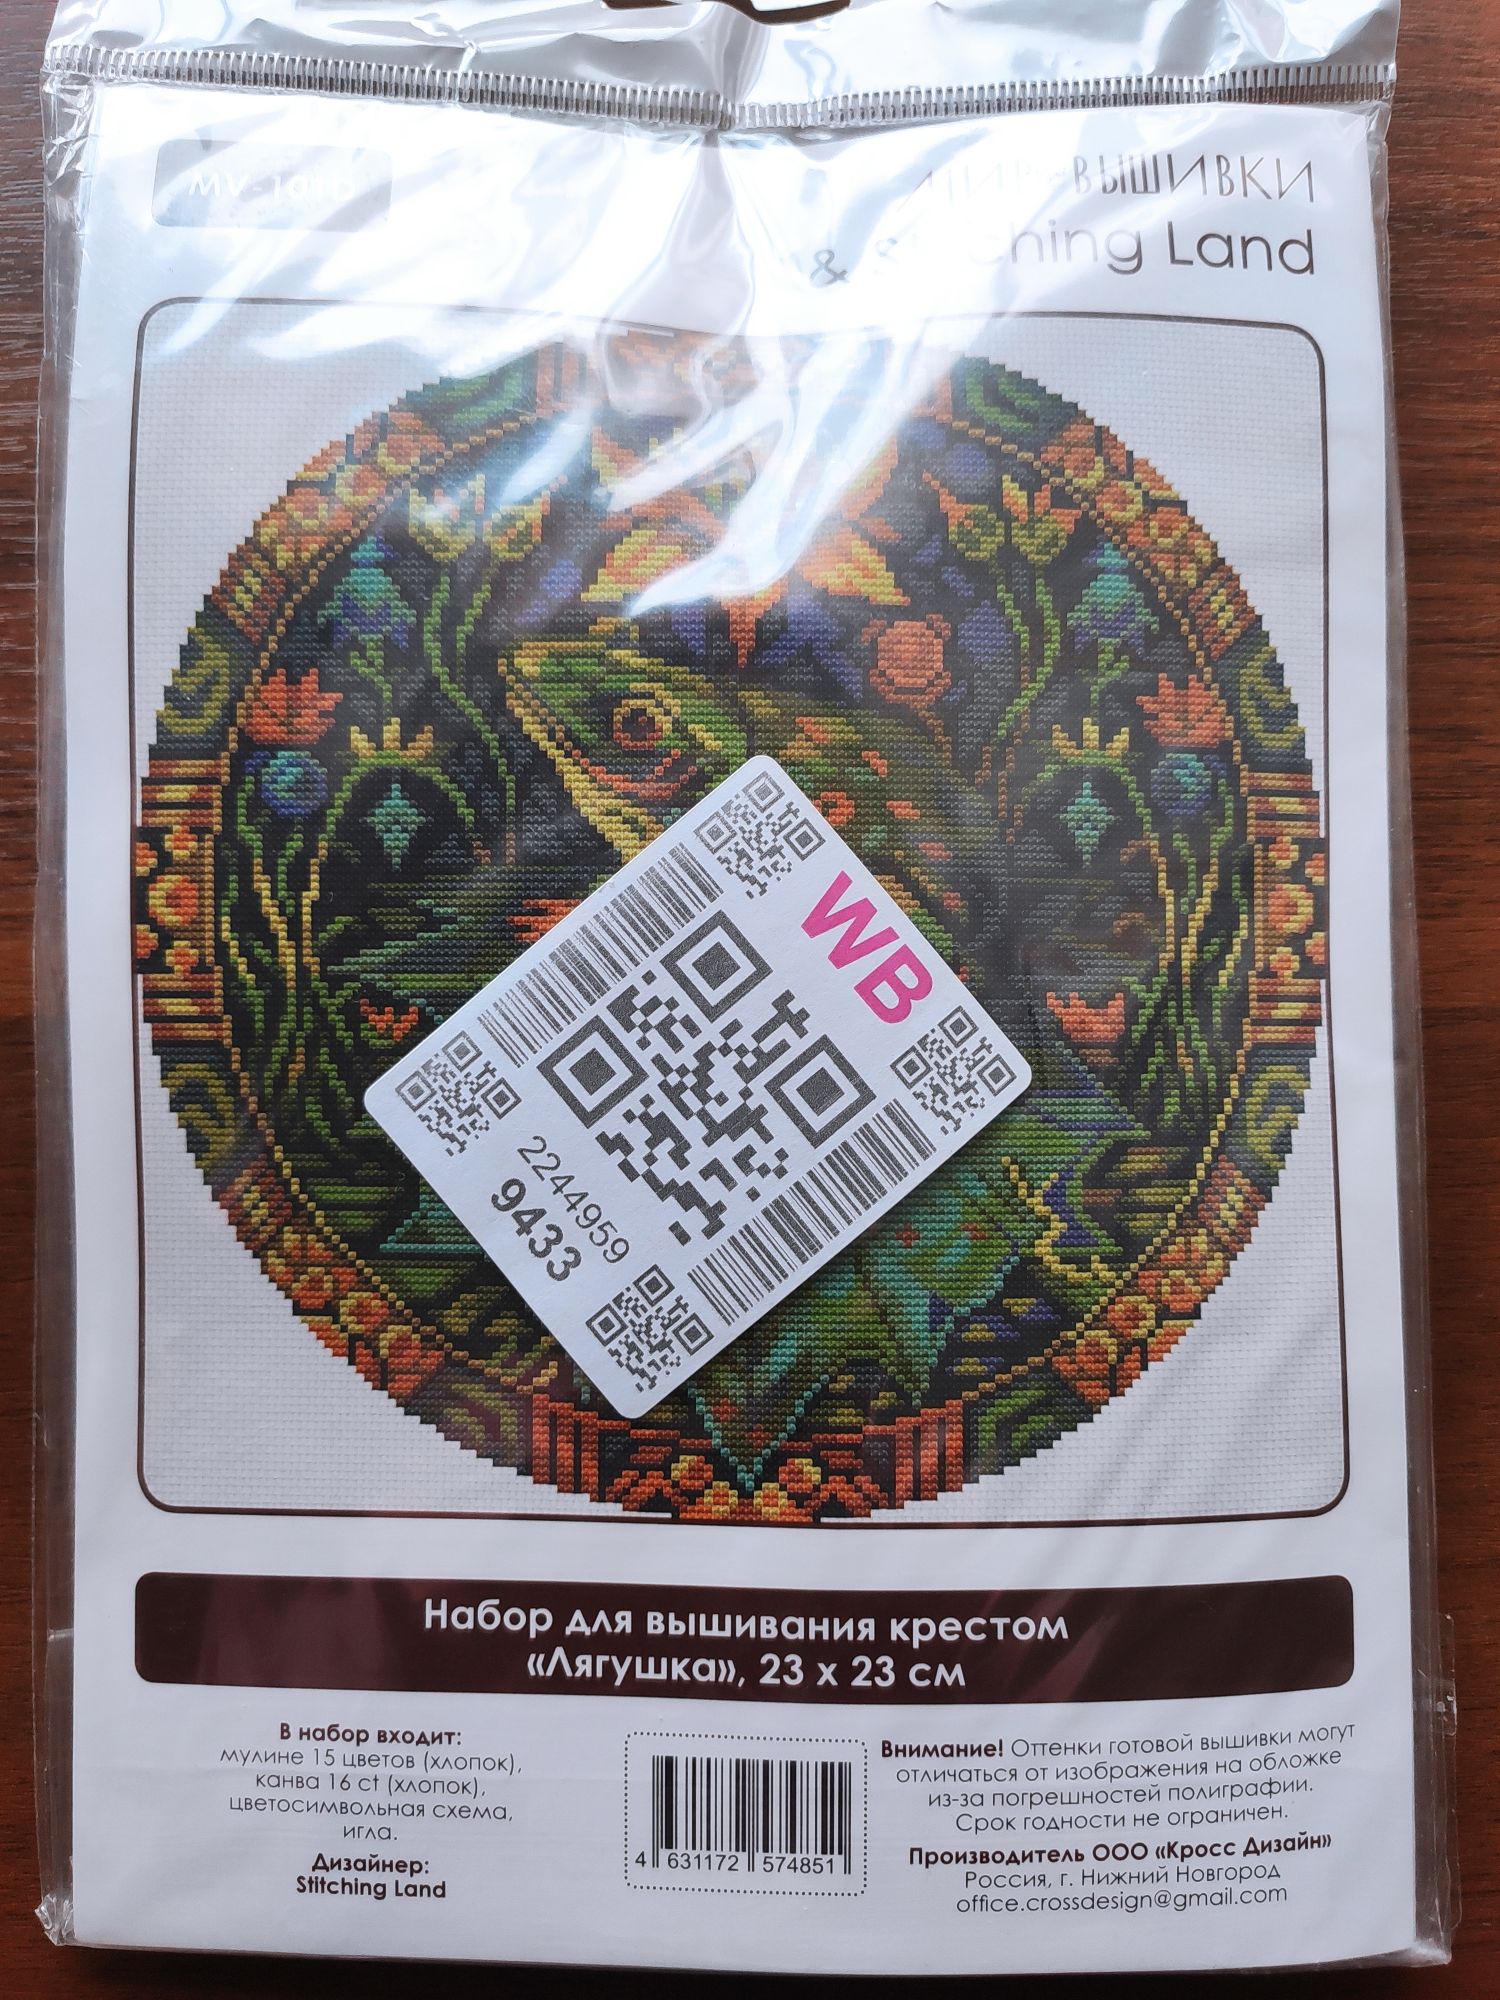 ВЫШИВКИ
& Stitching Land
WB
2244959
9433
Набор для вышивания крестом
«Лягушка», 23 х 23 см
В набор входит:
мулине 15 цветов (хлопок),
канва 16 ct (хлопок),
цветосимвольная схема,
игла.
Дизайнер:
Stitching Land
4 631172 574851
Внимание! Оттенки готовой вышивки могут
отличаться от изображения на обложке
из-за погрешностей полиграфии.
Срок годности не ограничен.
Производитель ООО «Кросс Дизайн»
Россия, г. Нижний Новгород
office.crossdesign@gmail.com